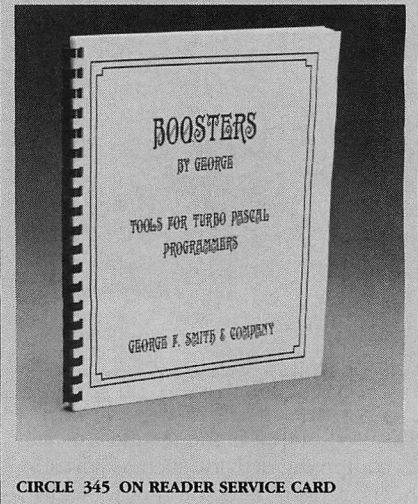 BOOSTERS
BY GEORGE
TOOLS FOR TURBO PASCAL
PROGRAMMERS
GEORGE F. SMITH & COMPANY
CIRCLE 345 ON READER SERVICE CARD